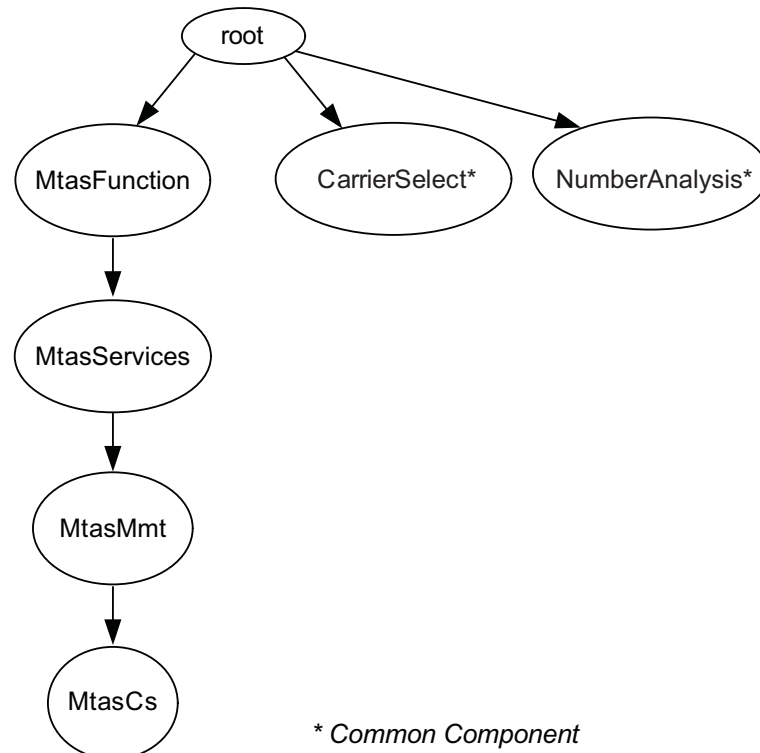 root
MtasFunction
CarrierSelect*
NumberAnalysis*
MtasServices
MtasMmt
MtasCs
* Common Component